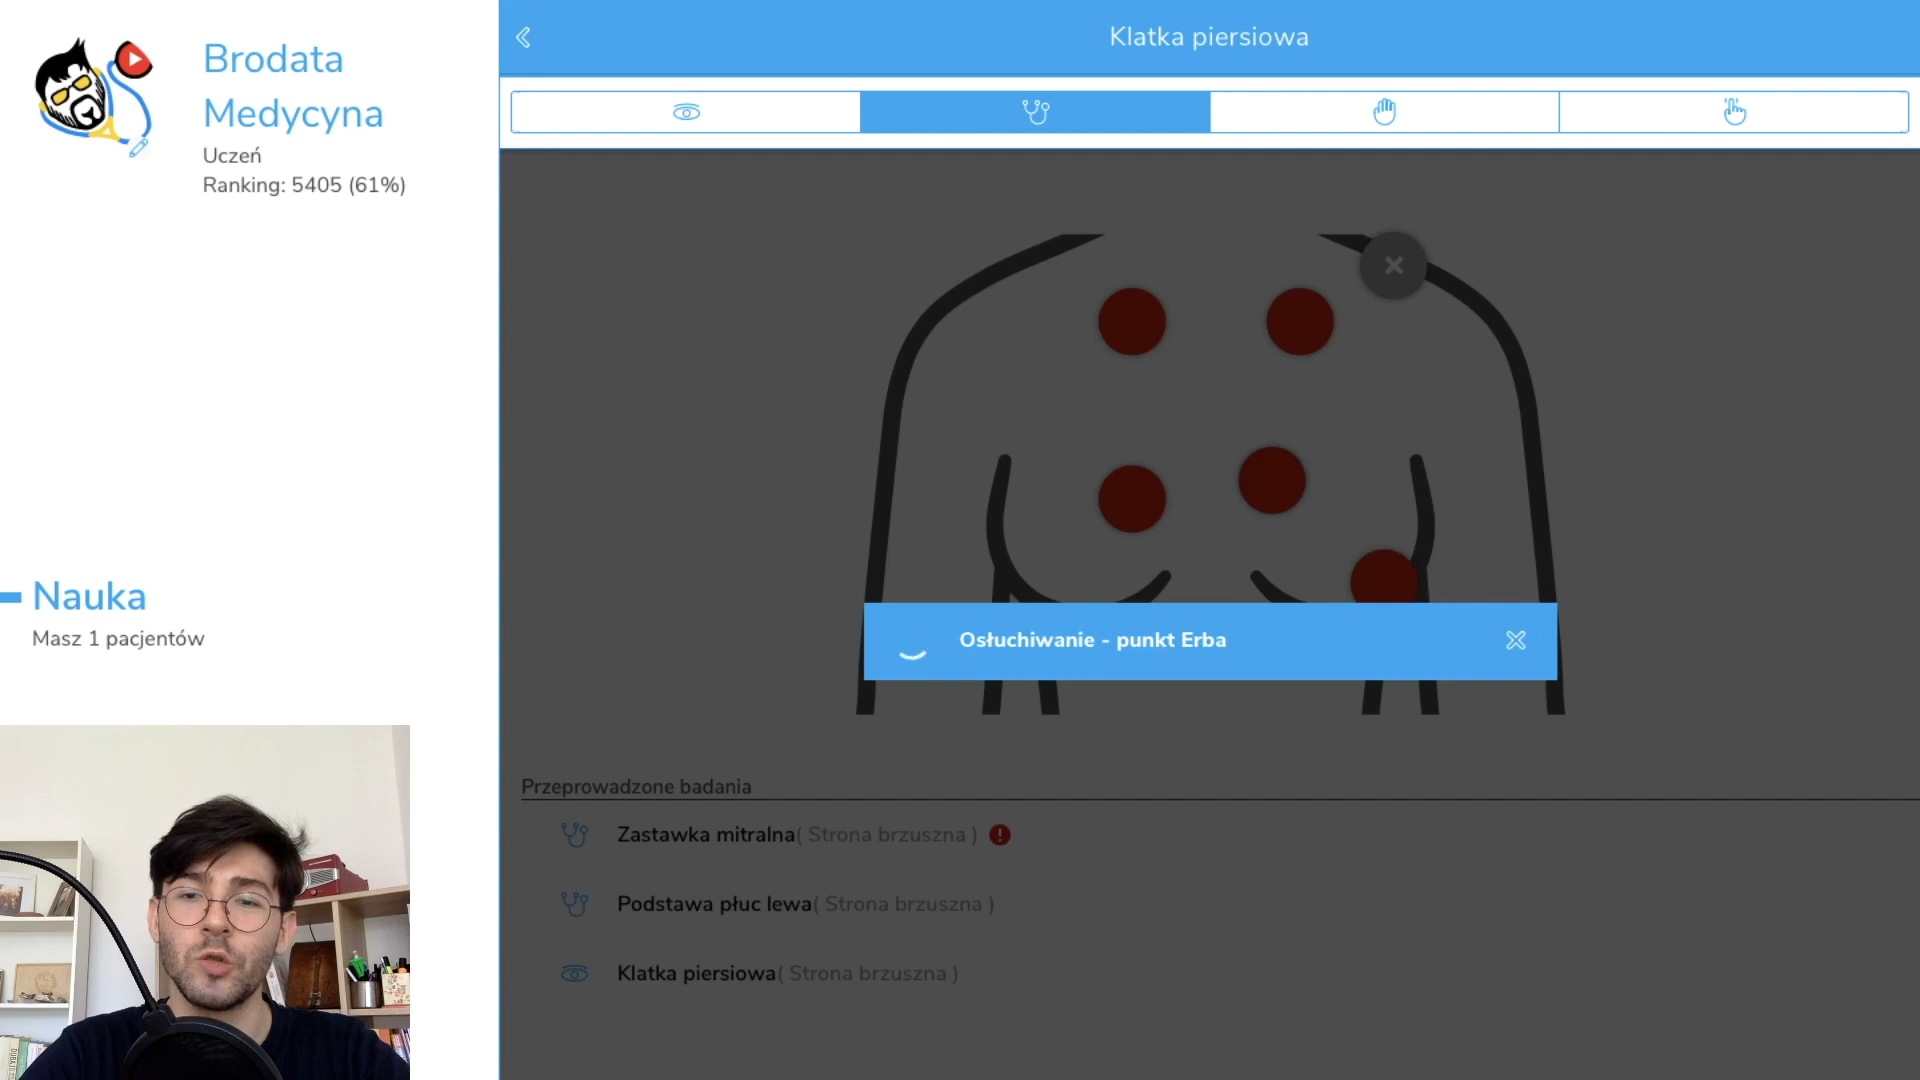 Brodata
Medycyna
Uczeń
Ranking: 5405 (61%)
Nauka
Masz 1 pacjentów
Klatka piersiowa
Osłuchiwanie - punkt Erba
Przeprowadzone badania
Zastawka mitralna( Strona brzuszna )
Podstawa płuc lewa( Strona brzuszna )
Klatka piersiowa( Strona brzuszna )